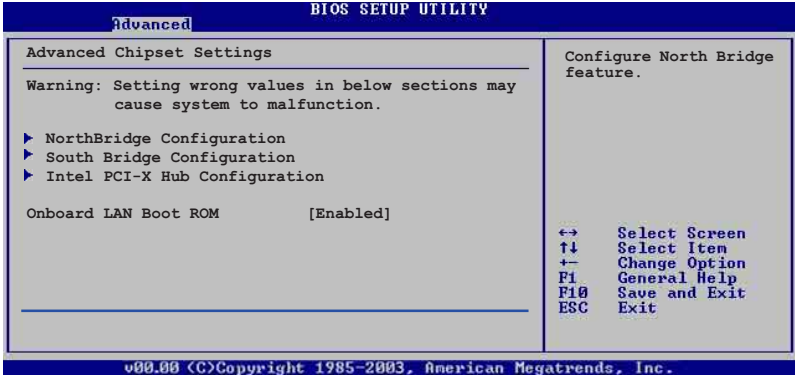 BIOS SETUP UTILITY
Advanced
Advanced Chipset Settings
Warning: Setting wrong values in below sections may
cause system to malfunction.
NorthBridge Configuration
South Bridge Configuration
Intel PCI-X Hub Configuration
Onboard LAN Boot ROM [Enabled]
Configure North Bridge
feature.
←→ Select Screen
↑↓ Select Item
+- Change Option
F1 General Help
F10 Save and Exit
ESC Exit
v00.00 (C)Copyright 1985-2003, American Megatrends, Inc.